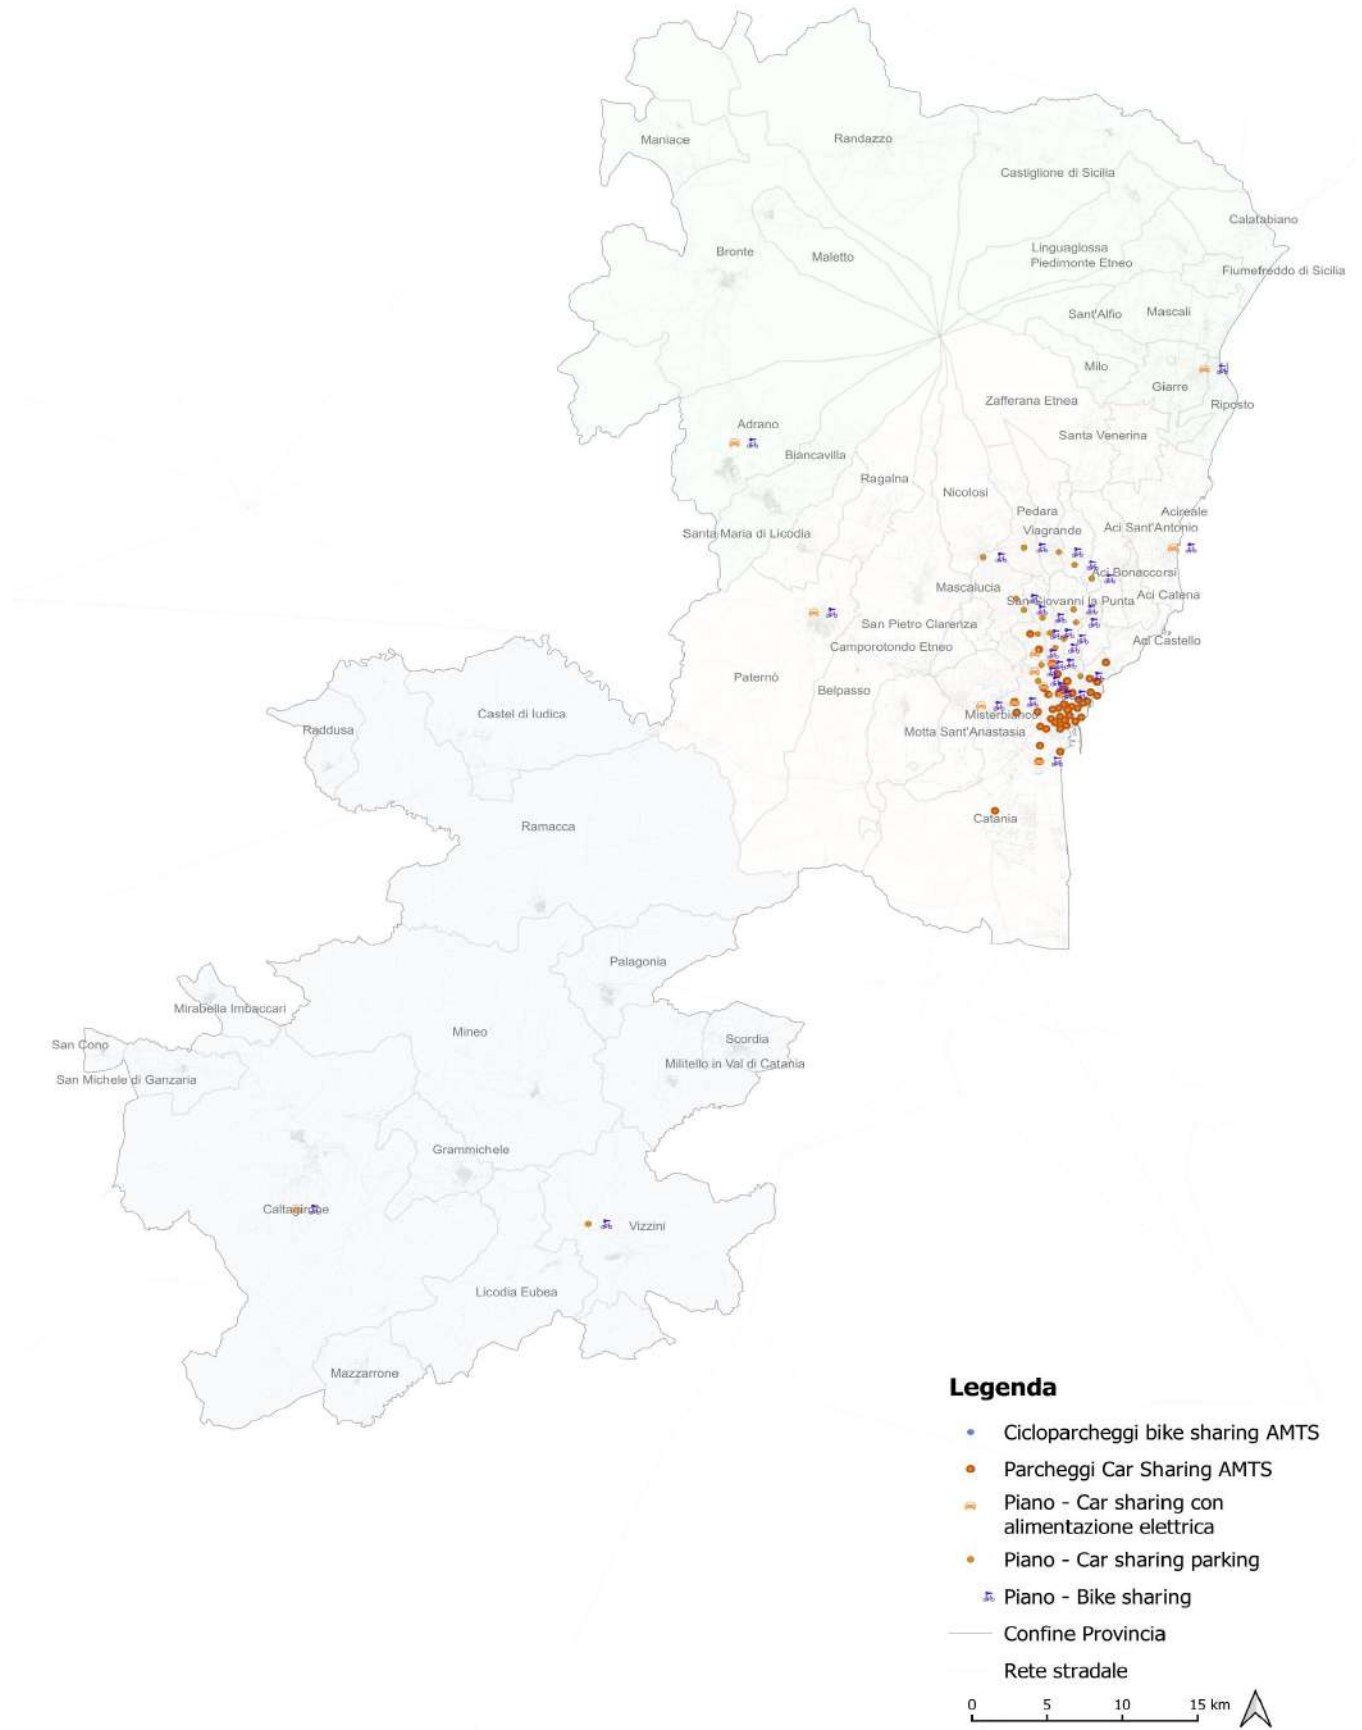 Maniace
Randazzo
Castiglione di Sicilia
Calatabiano
Bronte
Maletto
Linguaglossa
Piedimonte Etneo
Fiumefreddo di Sicilia
Sant'Alfio
Mascali
Milo
Giarre
Zafferana Etnea
Riposto
Adrano
Santa Venerina
Biancavilla
Ragalna
Nicolosi
Pedara
Acireale
Viagrande
Aci Sant'Antonio
Santa Maria di Licodia
Aci Bonaccorsi
Mascalucia
San Giovanni la Punta
Aci Catena
San Pietro Clarenza
Aci Castello
Camporotondo Etneo
Paternò
Belpasso
Castel di Iudica
Misterbianco
Raddusa
Motta Sant'Anastasia
Catania
Ramacca
Palagonia
Mirabella Imbaccari
Mineo
San Cono
Scordia
Militello in Val di Catania
San Michele di Ganzaria
Grammichele
Caltagirone
Vizzini
Licodia Eubea
Mazzarrone
Legenda
Cicloparcheggi bike sharing AMTS
Parcheggi Car Sharing AMTS
Piano - Car sharing con
alimentazione elettrica
Piano - Car sharing parking
Piano - Bike sharing
Confine Provincia
Rete stradale
0 5 10 15 km